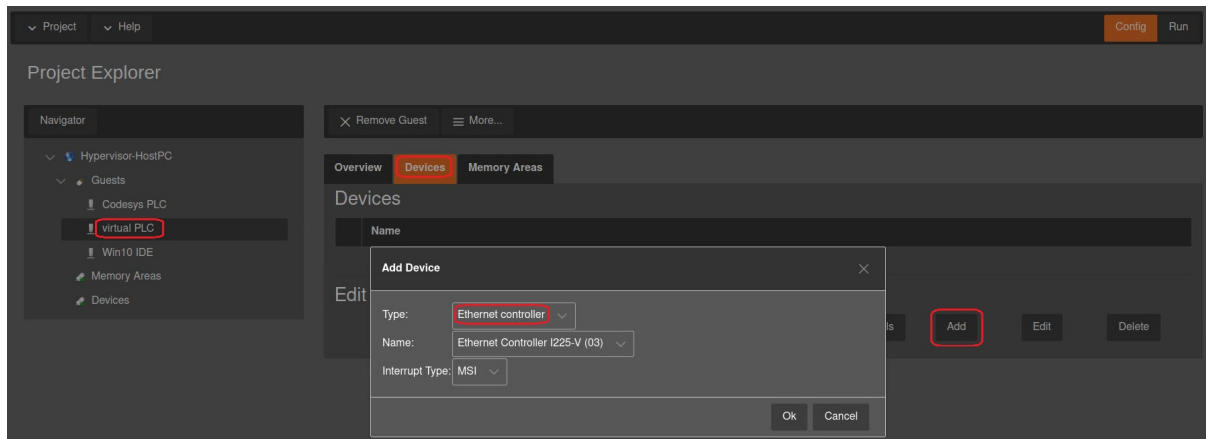 Project Help Config Run
Project Explorer
Navigator
Hypervisor-HostPC
Guests
Codesys PLC
virtual PLC
Win10 IDE
Memory Areas
Devices
Remove Guest More...
Overview Devices Memory Areas
Devices
Name
Edit
Add Edit Delete
Add Device
Type: Ethernet controller
Name: Ethernet Controller I225-V (03)
Interrupt Type: MSI
Ok Cancel